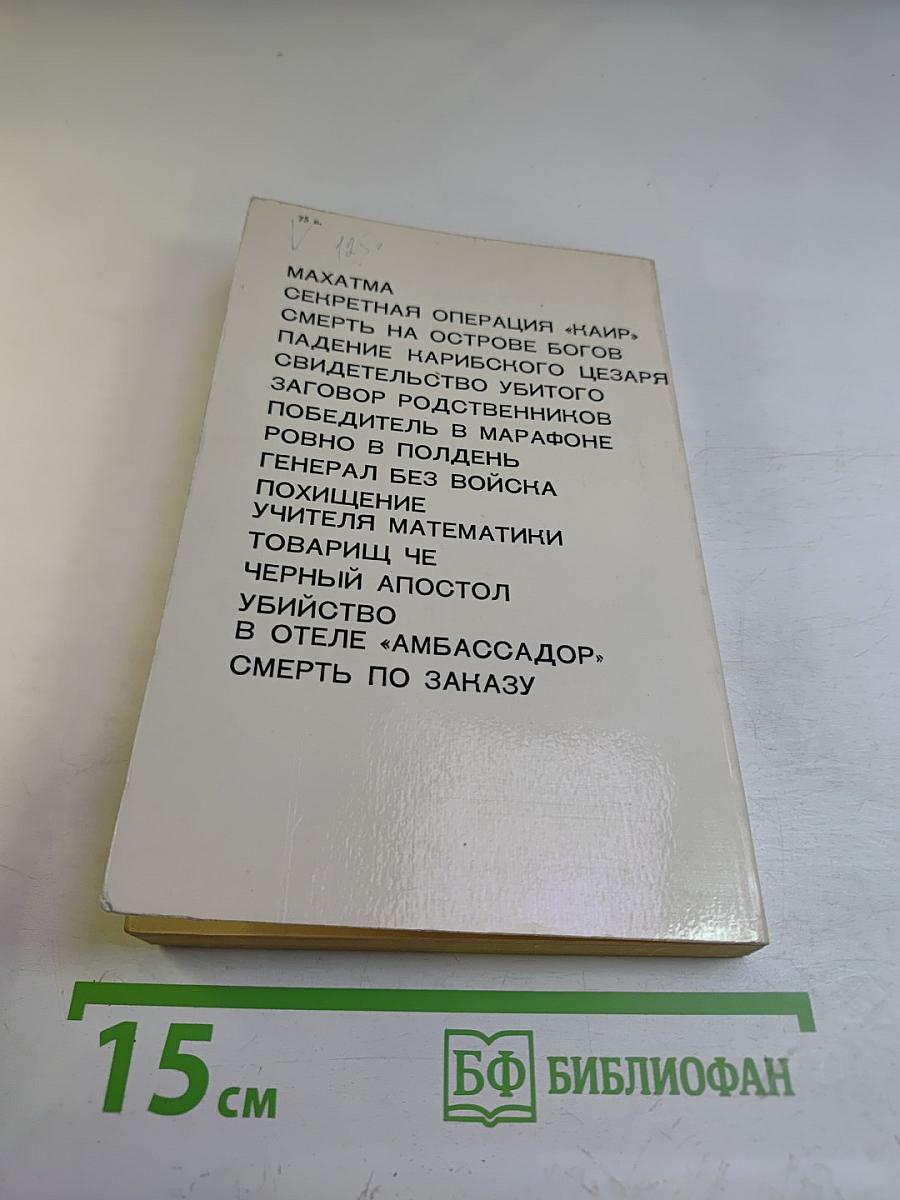 75 к.
МАХАТМА
СЕКРЕТНАЯ ОПЕРАЦИЯ «КАИР»
СМЕРТЬ НА ОСТРОВЕ БОГОВ
ПАДЕНИЕ КАРИБСКОГО ЦЕЗАРЯ
СВИДЕТЕЛЬСТВО УБИТОГО
ЗАГОВОР РОДСТВЕННИКОВ
ПОБЕДИТЕЛЬ В МАРАФОНЕ
РОВНО В ПОЛДЕНЬ
ГЕНЕРАЛ БЕЗ ВОЙСКА
ПОХИЩЕНИЕ
УЧИТЕЛЯ МАТЕМАТИКИ
ТОВАРИЩ ЧЕ
ЧЕРНЫЙ АПОСТОЛ
УБИЙСТВО
В ОТЕЛЕ «АМБАССАДОР»
СМЕРТЬ ПО ЗАКАЗУ
15 см
БФ БИБЛИОФАН